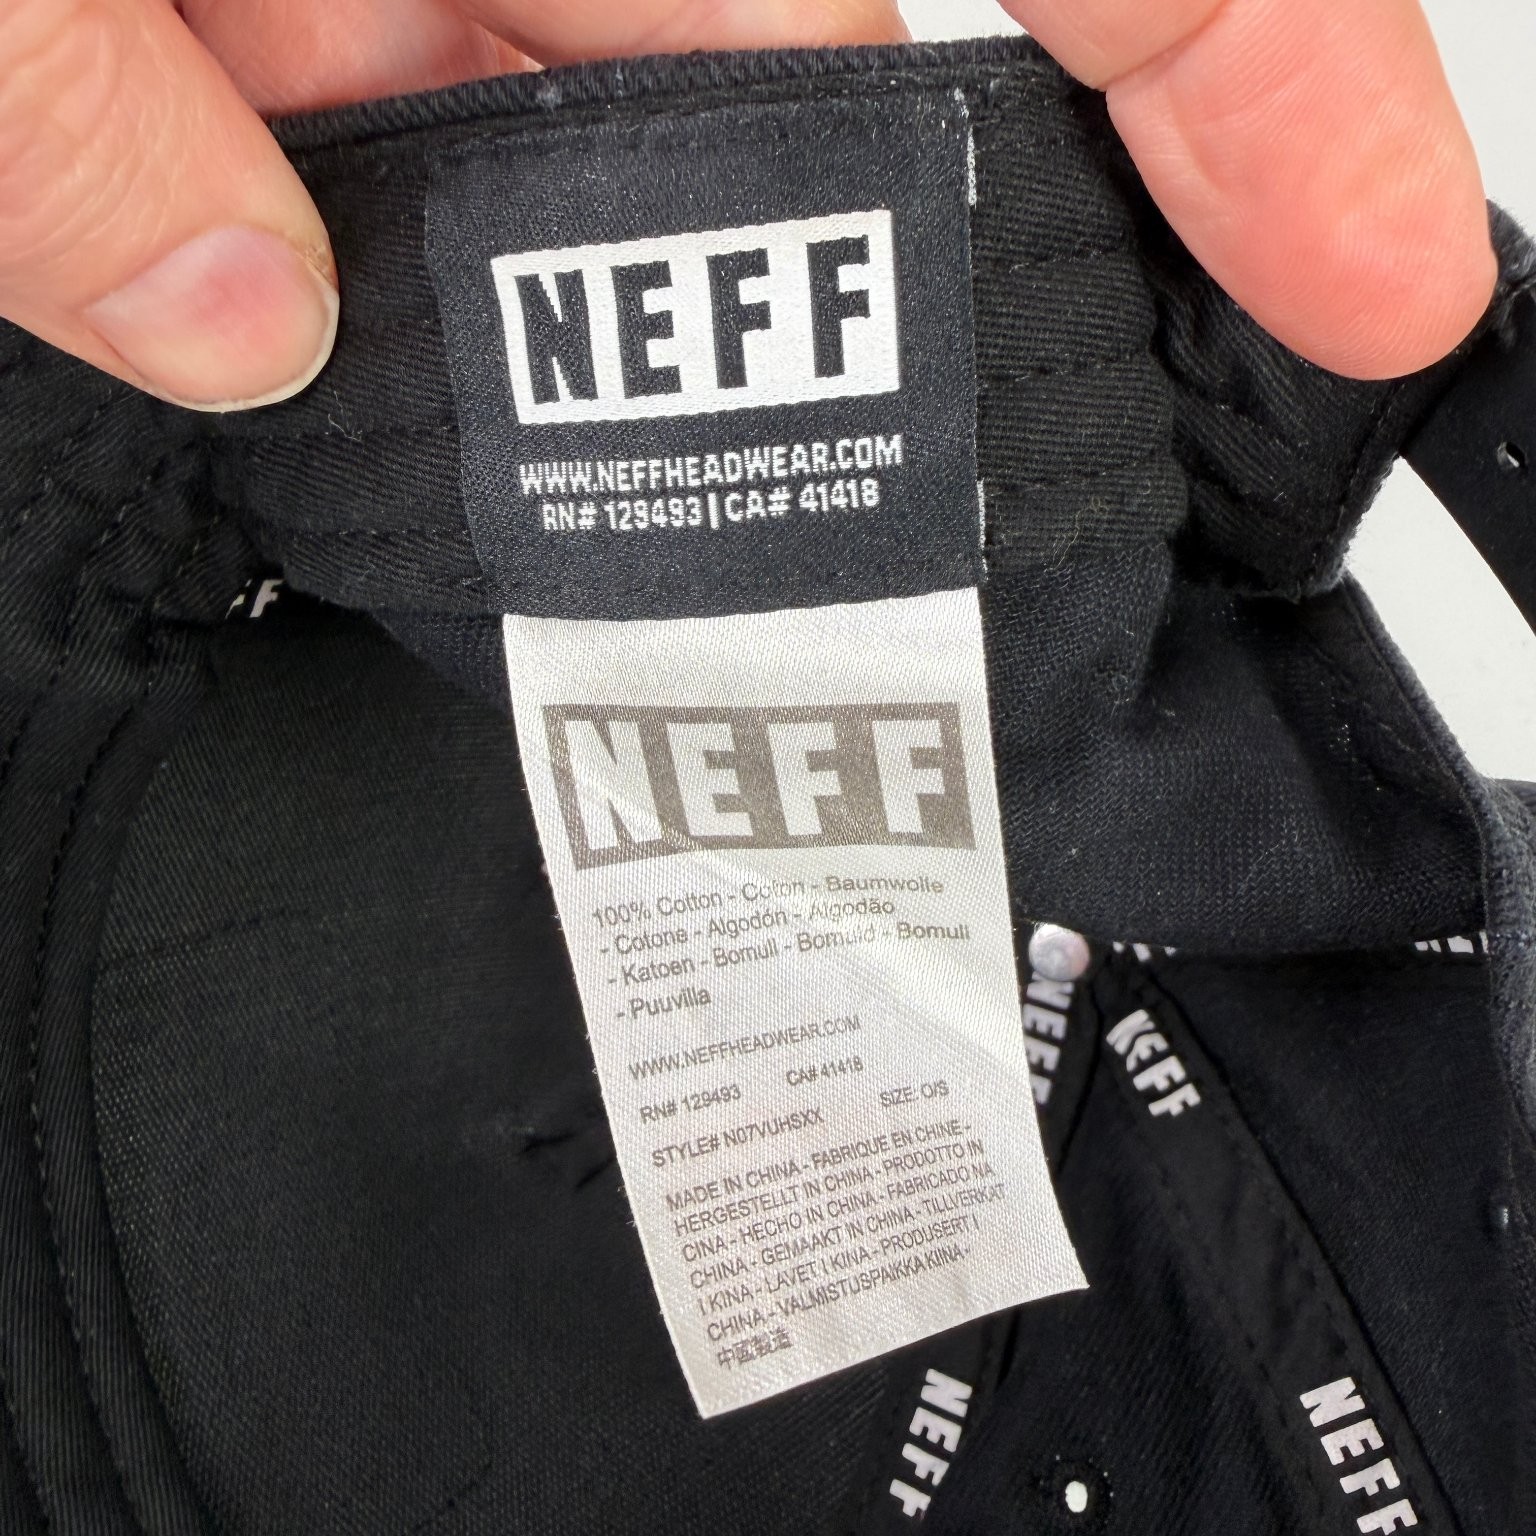 NEFF
WWW.NEFFHEADWEAR.COM
RN# 129493 | CA# 41418
NEFF
100% Cotton - Coton - Baumwolle
- Cotone - Algodón - Algodão
- Katoen - Bomull - Bomuld - Bomull
- Puuvilla
WWW.NEFFHEADWEAR.COM
RN# 129493 CA# 41418
STYLE# N07VUHSXX SIZE: O/S
MADE IN CHINA - FABRIQUE EN CHINE -
HERGESTELLT IN CHINA - PRODOTTO IN
CINA - HECHO IN CHINA - FABRICADO NA
CHINA - GEMAAKT IN CHINA - TILLVERKAT
I KINA - LAVET I KINA - PRODUSERT I
CHINA - VALMISTUSPAIKKA KIINA -
中國製造
FF
NEFF
NEFF
NEFF
NEFF